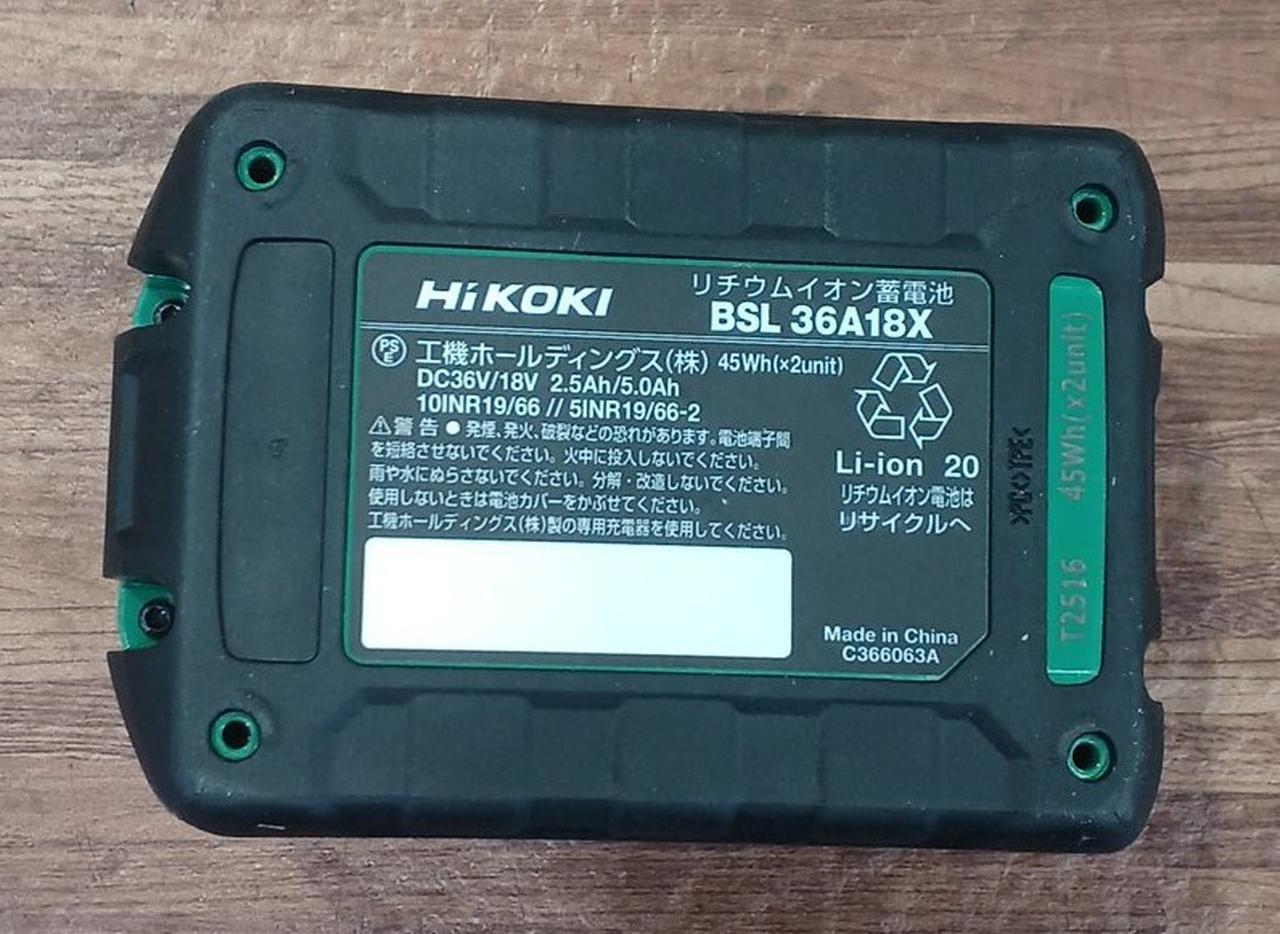 HiKOKI
リチウムイオン蓄電池
BSL 36A18X
PS
E
工機ホールディングス(株) 45Wh(×2unit)
DC36V/18V 2.5Ah/5.0Ah
10INR19/66 // 5INR19/66-2
⚠警告 ● 発煙、発火、破裂などの恐れがあります。電池端子間
を短絡させないでください。火中に投入しないでください。
雨や水にぬらさないでください。分解・改造しないでください。
使用しないときは電池カバーをかぶせてください。
工機ホールディングス(株)製の専用充電器を使用してください。
Li-ion 20
リチウムイオン電池は
リサイクルへ
Made in China
C366063A
T2516 45Wh(×2unit)